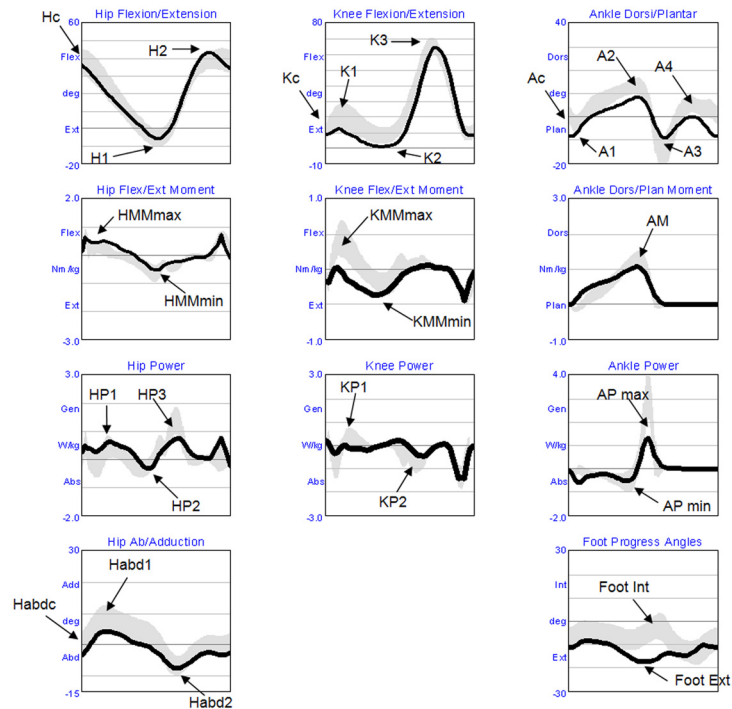 Hip Flexion/Extension
60
Hc
Flex
H2
deg
Ext
H1
-20
Knee Flexion/Extension
80
K3
Flex
Kc
K1
deg
Ext
K2
-10
Ankle Dorsi/Plantar
40
Dors
A2
A4
Ac
deg
Plan
A1
A3
-20
Hip Flex/Ext Moment
2.0
HMMmax
Flex
Nm/kg
HMMmin
Ext
-3.0
Knee Flex/Ext Moment
1.0
KMMmax
Flex
Nm/kg
Ext
KMMmin
-1.0
Ankle Dors/Plan Moment
3.0
AM
Dors
Nm/kg
Plan
-1.0
Hip Power
3.0
HP1
HP3
Gen
W/kg
Abs
HP2
-2.0
Knee Power
3.0
KP1
Gen
W/kg
Abs
KP2
-3.0
Ankle Power
4.0
AP max
Gen
W/kg
Abs
AP min
-2.0
Hip Ab/Adduction
30
Habd1
Add
Habdc
deg
Abd
Habd2
-15
Foot Progress Angles
30
Foot Int
Int
deg
Ext
Foot Ext
-30